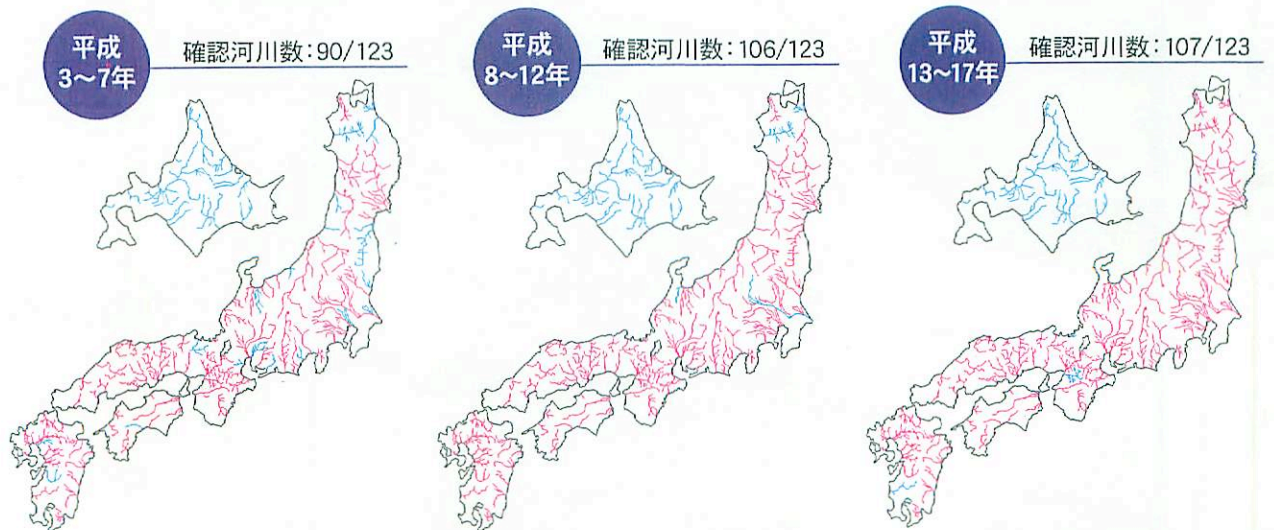 平成
3～7年
確認河川数：90/123
平成
8～12年
確認河川数：106/123
平成
13～17年
確認河川数：107/123